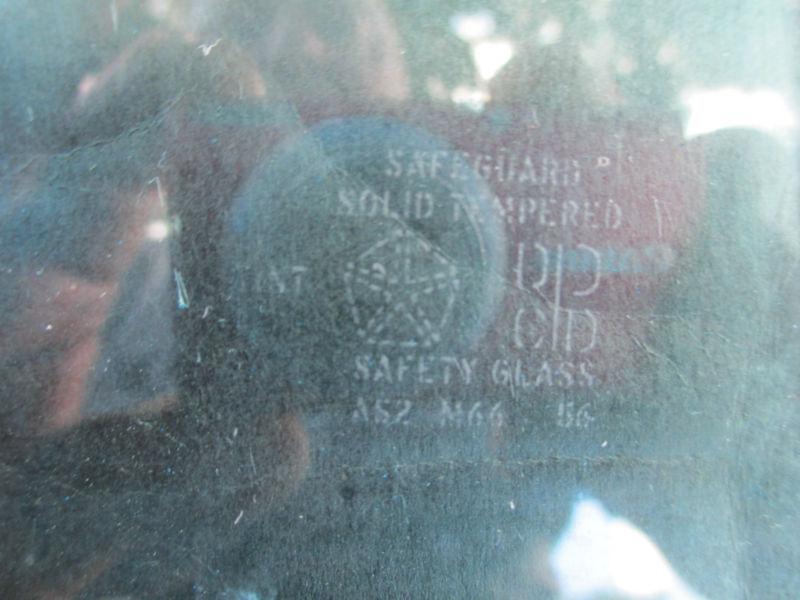 SAFEGUARD
SOLID TEMPERED
SAFETY GLASS
AS2 M66